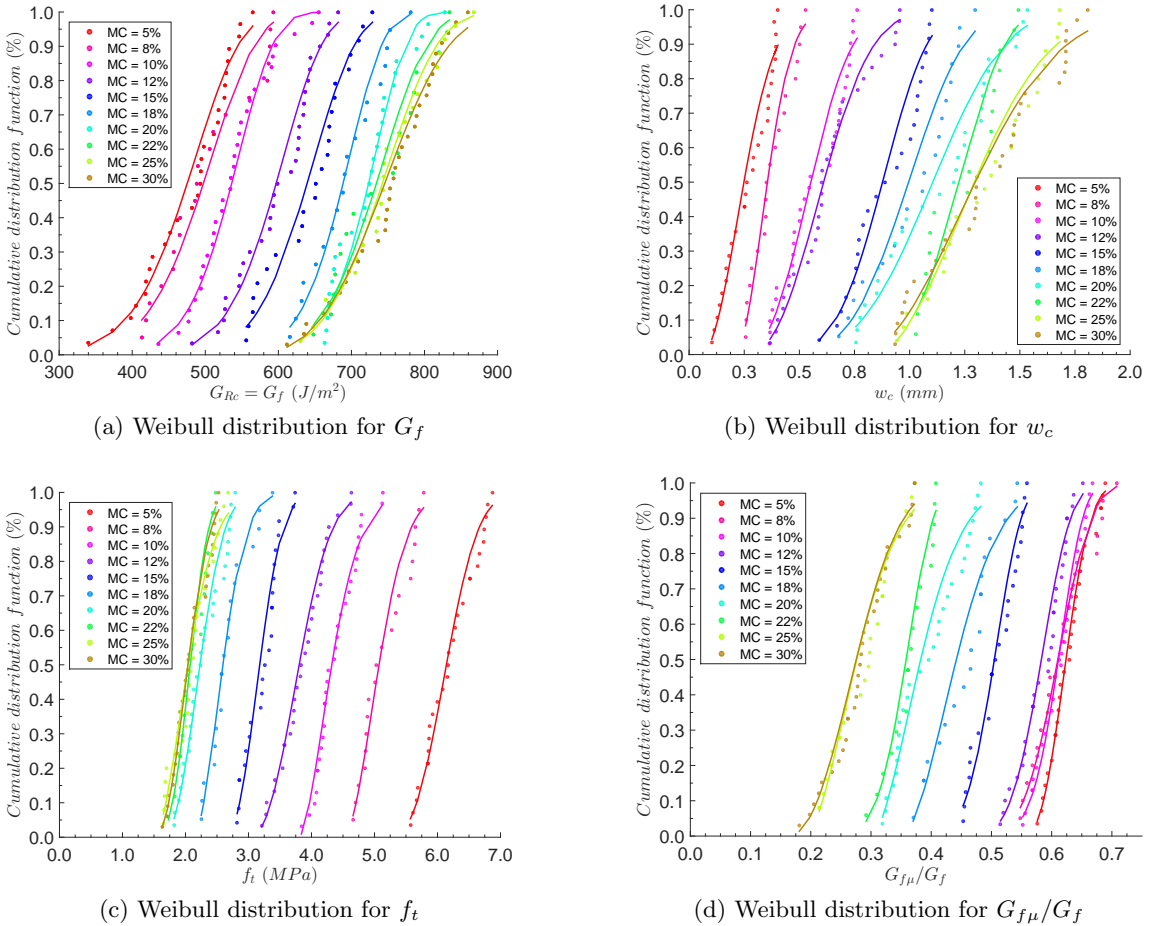 Cumulative distribution function (%)
1.0
0.9
0.8
0.7
0.6
0.5
0.4
0.3
0.2
0.1
0.0
MC = 5%
MC = 8%
MC = 10%
MC = 12%
MC = 15%
MC = 18%
MC = 20%
MC = 22%
MC = 25%
MC = 30%
300 400 500 600 700 800 900
G_{Rc} = G_f (J/m^2)
(a) Weibull distribution for G_f
Cumulative distribution function (%)
1.0
0.9
0.8
0.7
0.6
0.5
0.4
0.3
0.2
0.1
0.0
MC = 5%
MC = 8%
MC = 10%
MC = 12%
MC = 15%
MC = 18%
MC = 20%
MC = 22%
MC = 25%
MC = 30%
0.0 0.3 0.5 0.8 1.0 1.3 1.5 1.8 2.0
w_c (mm)
(b) Weibull distribution for w_c
Cumulative distribution function (%)
1.0
0.9
0.8
0.7
0.6
0.5
0.4
0.3
0.2
0.1
0.0
MC = 5%
MC = 8%
MC = 10%
MC = 12%
MC = 15%
MC = 18%
MC = 20%
MC = 22%
MC = 25%
MC = 30%
0.0 1.0 2.0 3.0 4.0 5.0 6.0 7.0
f_t (MPa)
(c) Weibull distribution for f_t
Cumulative distribution function (%)
1.0
0.9
0.8
0.7
0.6
0.5
0.4
0.3
0.2
0.1
0.0
MC = 5%
MC = 8%
MC = 10%
MC = 12%
MC = 15%
MC = 18%
MC = 20%
MC = 22%
MC = 25%
MC = 30%
0.0 0.1 0.2 0.3 0.4 0.5 0.6 0.7
G_{fμ}/G_f
(d) Weibull distribution for G_{fμ}/G_f